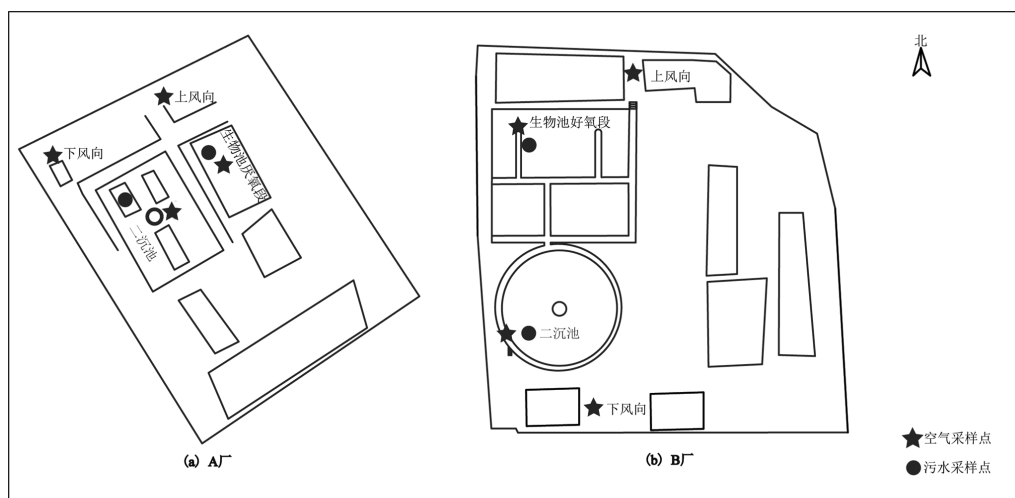 上风向
下风向
生物池厌氧段
二沉池
(a) A厂
北
上风向
生物池好氧段
二沉池
下风向
(b) B厂
空气采样点
污水采样点